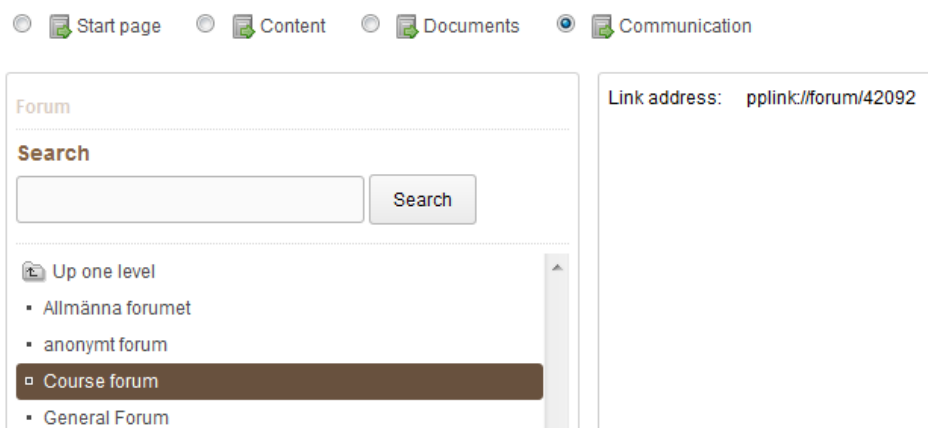 Start page Content Documents Communication
Forum
Link address: pplink://forum/42092
Search
Search
Up one level
Allmänna forumet
anonymt forum
Course forum
General Forum